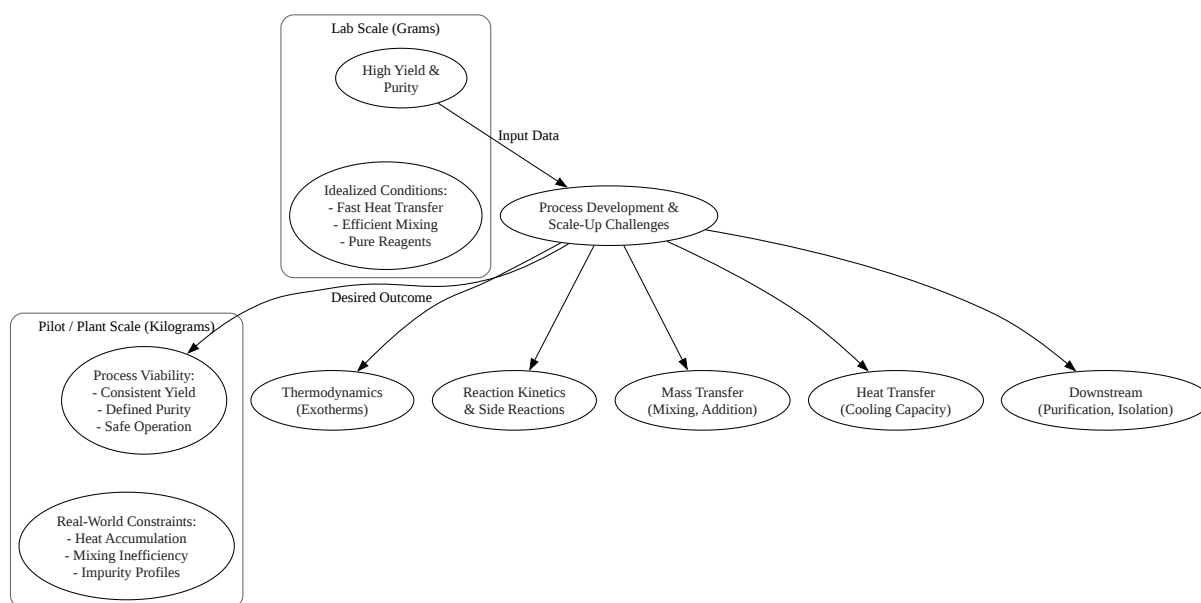 Lab Scale (Grams)
High Yield &
Purity
Input Data
Idealized Conditions:
- Fast Heat Transfer
- Efficient Mixing
- Pure Reagents
Process Development &
Scale-Up Challenges
Desired Outcome
Pilot / Plant Scale (Kilograms)
Process Viability:
- Consistent Yield
- Defined Purity
- Safe Operation
Thermodynamics
(Exotherms)
Reaction Kinetics
& Side Reactions
Mass Transfer
(Mixing, Addition)
Heat Transfer
(Cooling Capacity)
Downstream
(Purification, Isolation)
Real-World Constraints:
- Heat Accumulation
- Mixing Inefficiency
- Impurity Profiles